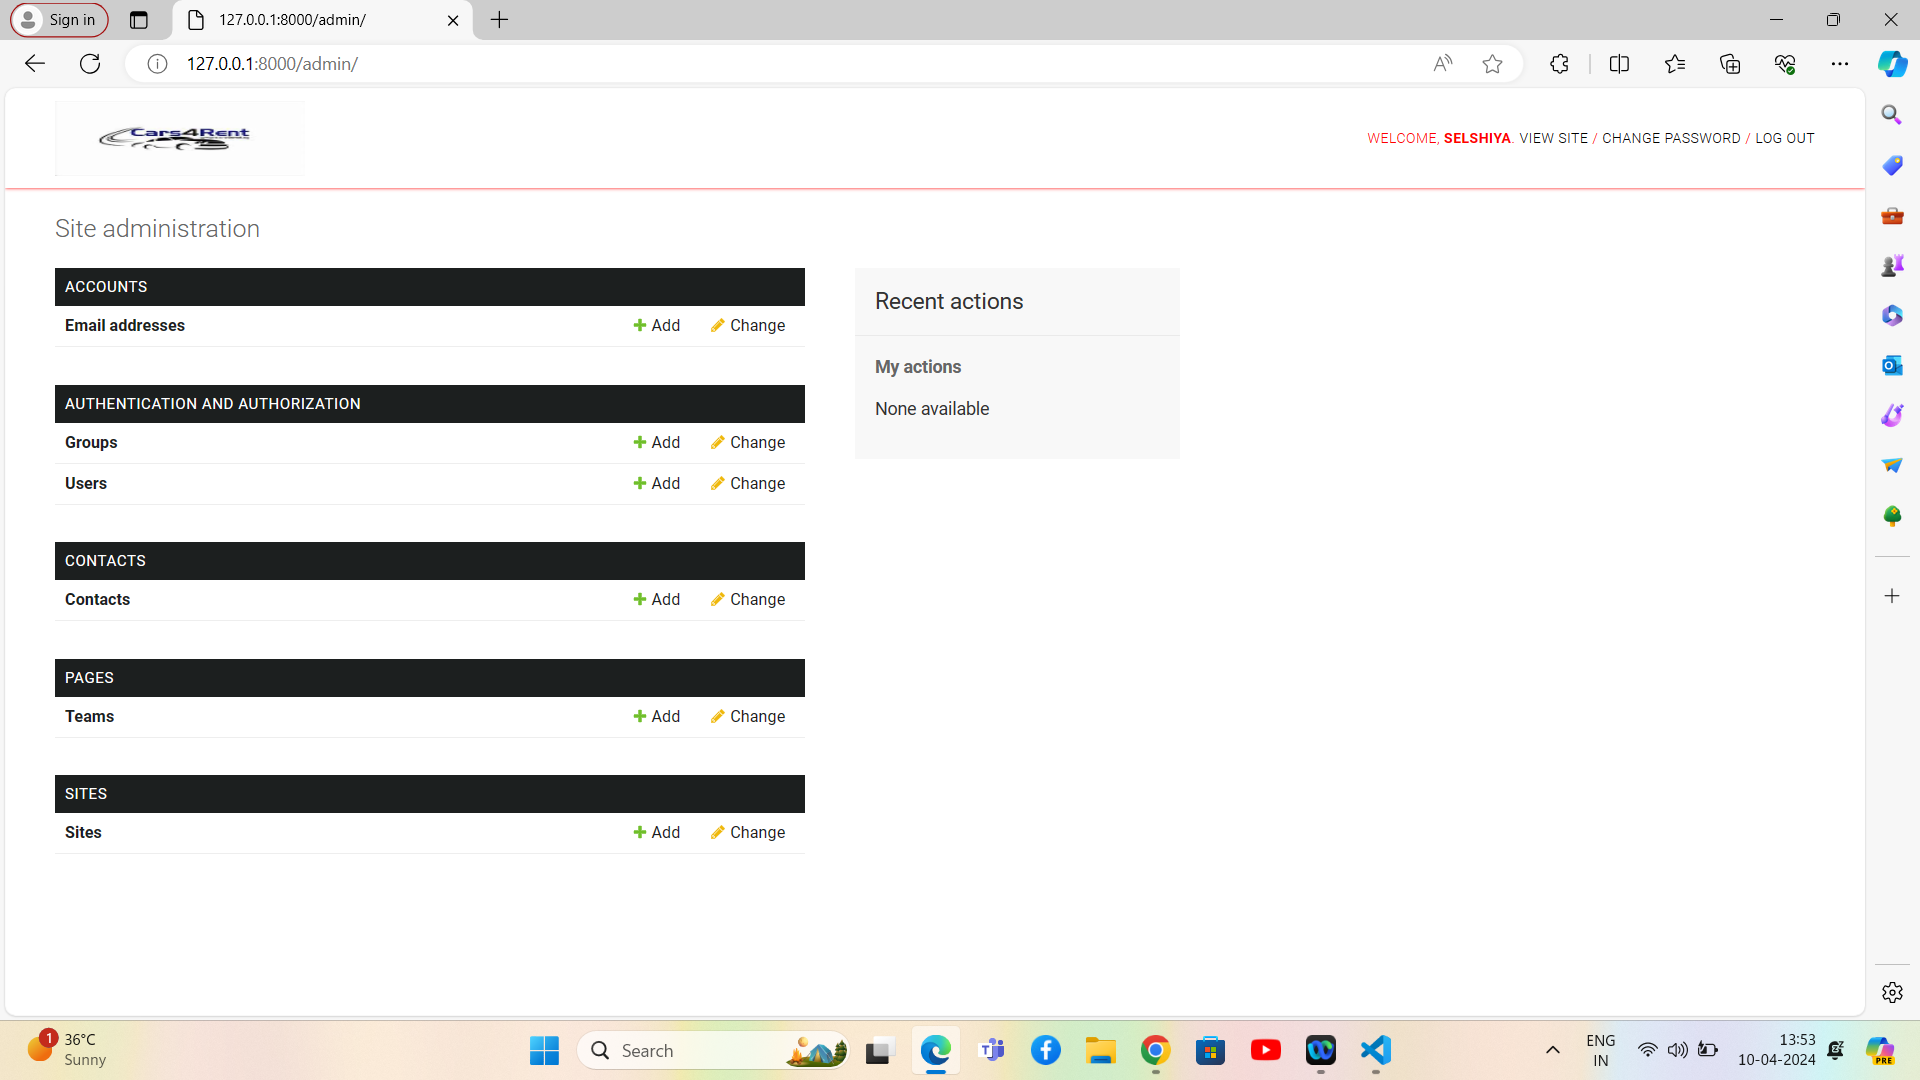 Sign in
127.0.0.1:8000/admin/
127.0.0.1:8000/admin/
Cars4Rent
WELCOME, SELSHIYA. VIEW SITE / CHANGE PASSWORD / LOG OUT
Site administration
ACCOUNTS
Email addresses Add Change
AUTHENTICATION AND AUTHORIZATION
Groups Add Change
Users Add Change
CONTACTS
Contacts Add Change
PAGES
Teams Add Change
SITES
Sites Add Change
Recent actions
My actions
None available
1
36°C
Sunny
Search
ENG
IN
13:53
10-04-2024
PRE